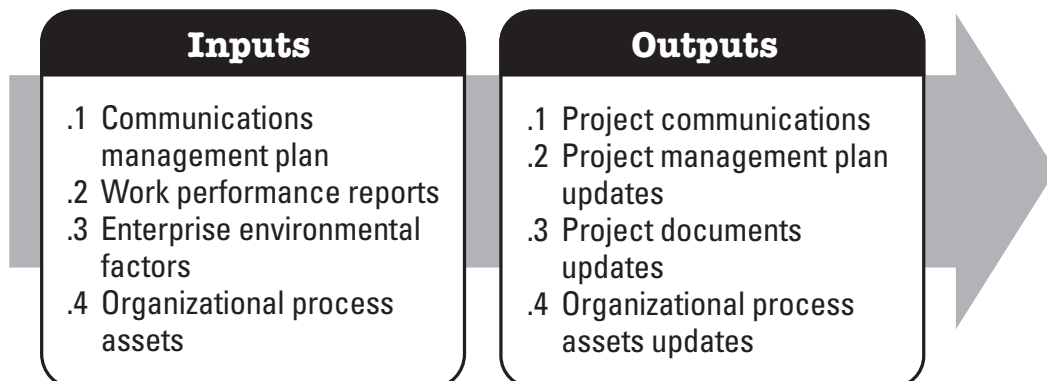 Inputs
.1 Communications
management plan
.2 Work performance reports
.3 Enterprise environmental
factors
.4 Organizational process
assets
Outputs
.1 Project communications
.2 Project management plan
updates
.3 Project documents
updates
.4 Organizational process
assets updates